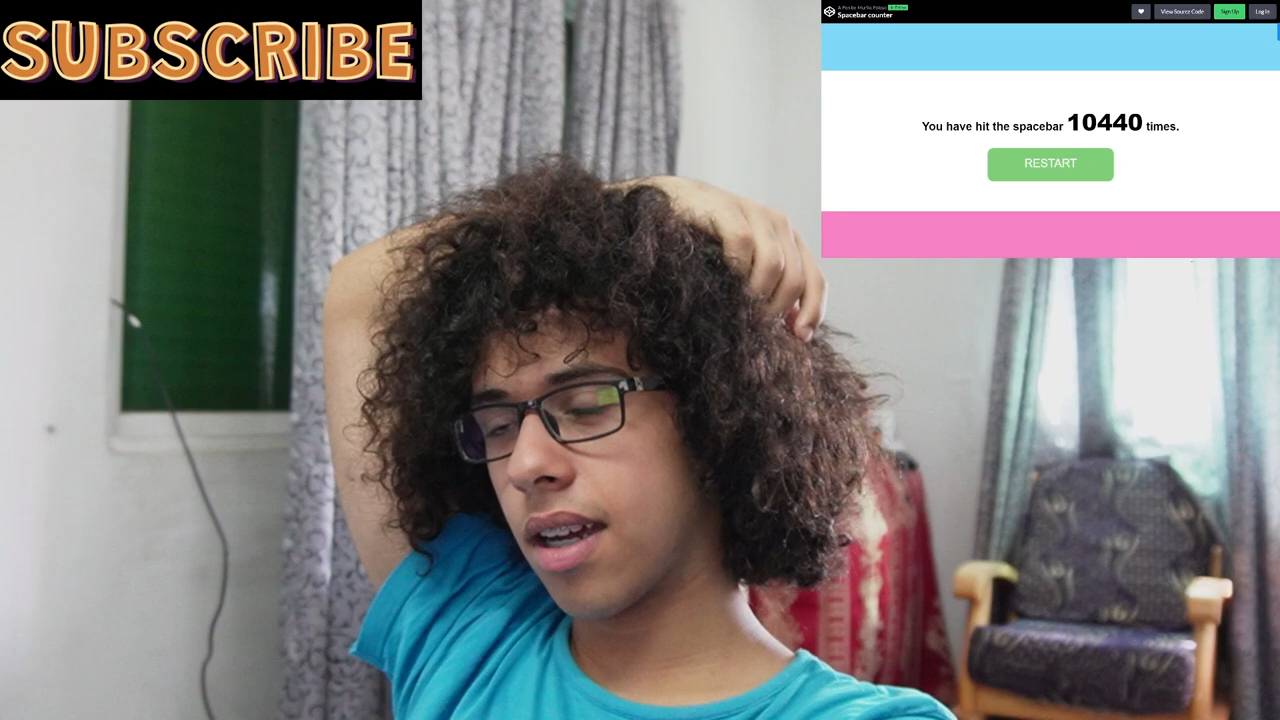 SUBSCRIBE
Spacebar counter
View Source Code
Sign Up
Log In
You have hit the spacebar 10440 times.
RESTART